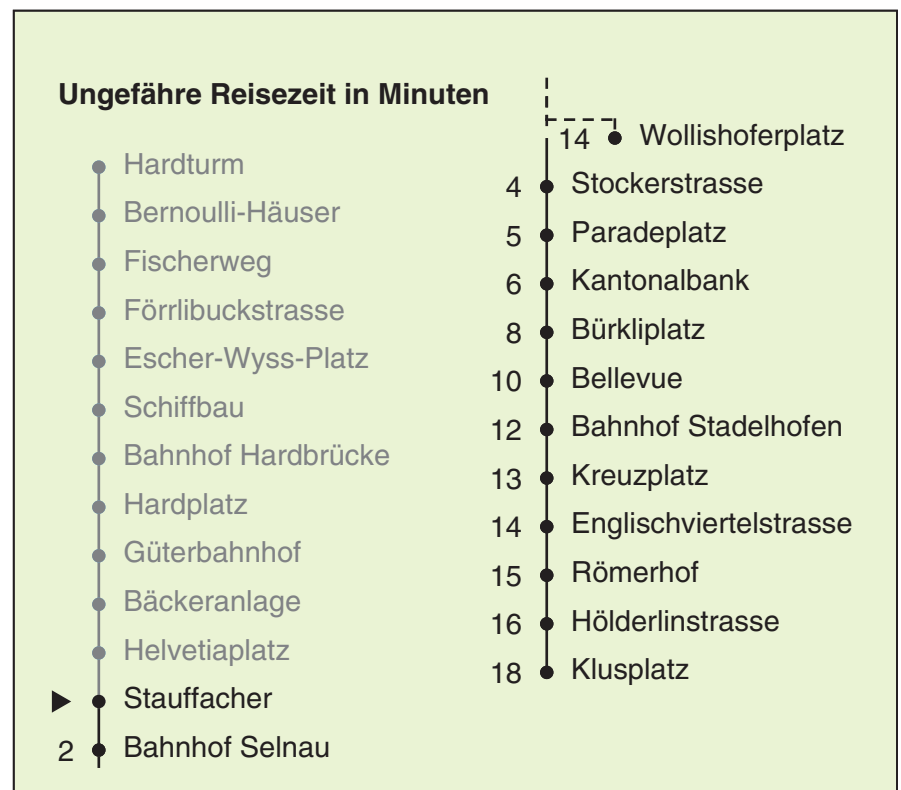 Ungefähre Reisezeit in Minuten
Hardturm
Bernoulli-Häuser
Fischerweg
Förrlibuckstrasse
Escher-Wyss-Platz
Schiffbau
Bahnhof Hardbrücke
Hardplatz
Güterbahnhof
Bäckeranlage
Helvetiaplatz
Stauffacher
2 Bahnhof Selnau
14 Wollishoferplatz
4 Stockerstrasse
5 Paradeplatz
6 Kantonalbank
8 Bürkliplatz
10 Bellevue
12 Bahnhof Stadelhofen
13 Kreuzplatz
14 Englischviertelstrasse
15 Römerhof
16 Hölderlinstrasse
18 Klusplatz